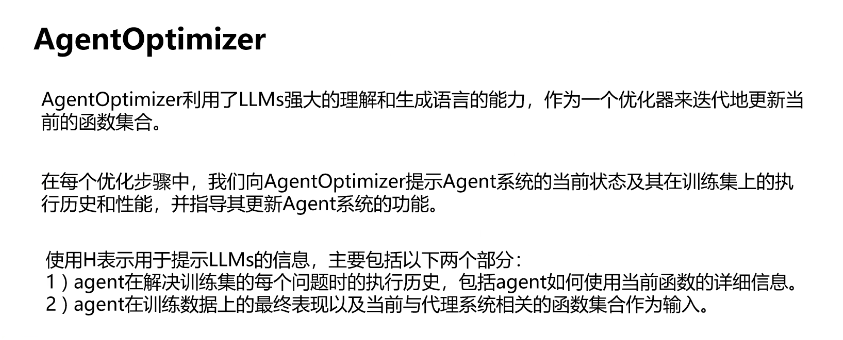 AgentOptimizer
AgentOptimizer利用了LLMs强大的理解和生成语言的能力，作为一个优化器来迭代地更新当
前的函数集合。
在每个优化步骤中，我们向AgentOptimizer提示Agent系统的当前状态及其在训练集上的执
行历史和性能，并指导其更新Agent系统的功能。
使用H表示用于提示LLMs的信息，主要包括以下两个部分：
1 ) agent在解决训练集的每个问题时的执行历史，包括agent如何使用当前函数的详细信息。
2 ) agent在训练数据上的最终表现以及当前与代理系统相关的函数集合作为输入。